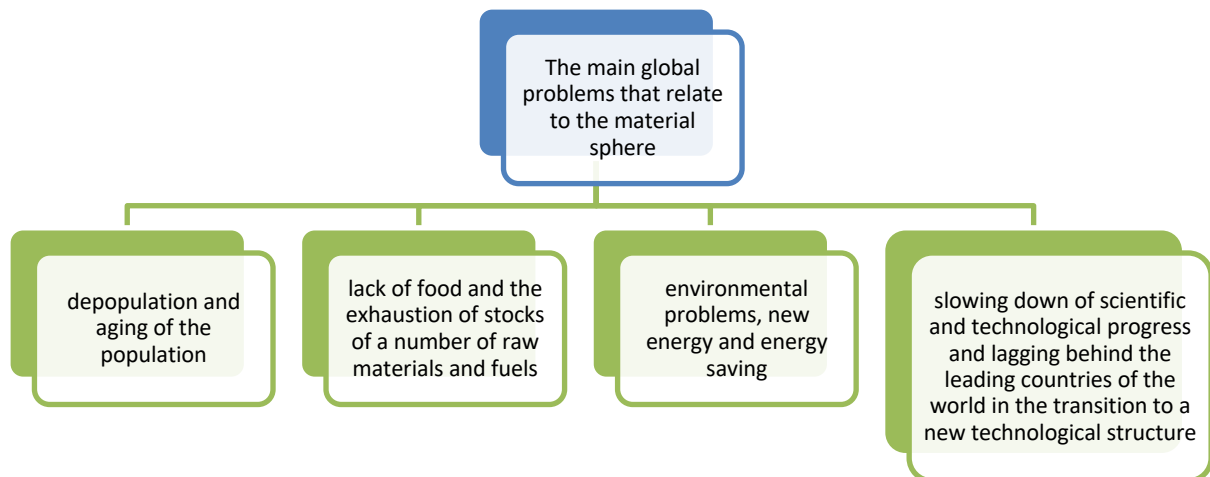 The main global
problems that relate
to the material
sphere
depopulation and
aging of the
population
lack of food and the
exhaustion of stocks
of a number of raw
materials and fuels
environmental
problems, new
energy and energy
saving
slowing down of scientific
and technological progress
and lagging behind the
leading countries of the
world in the transition to a
new technological structure